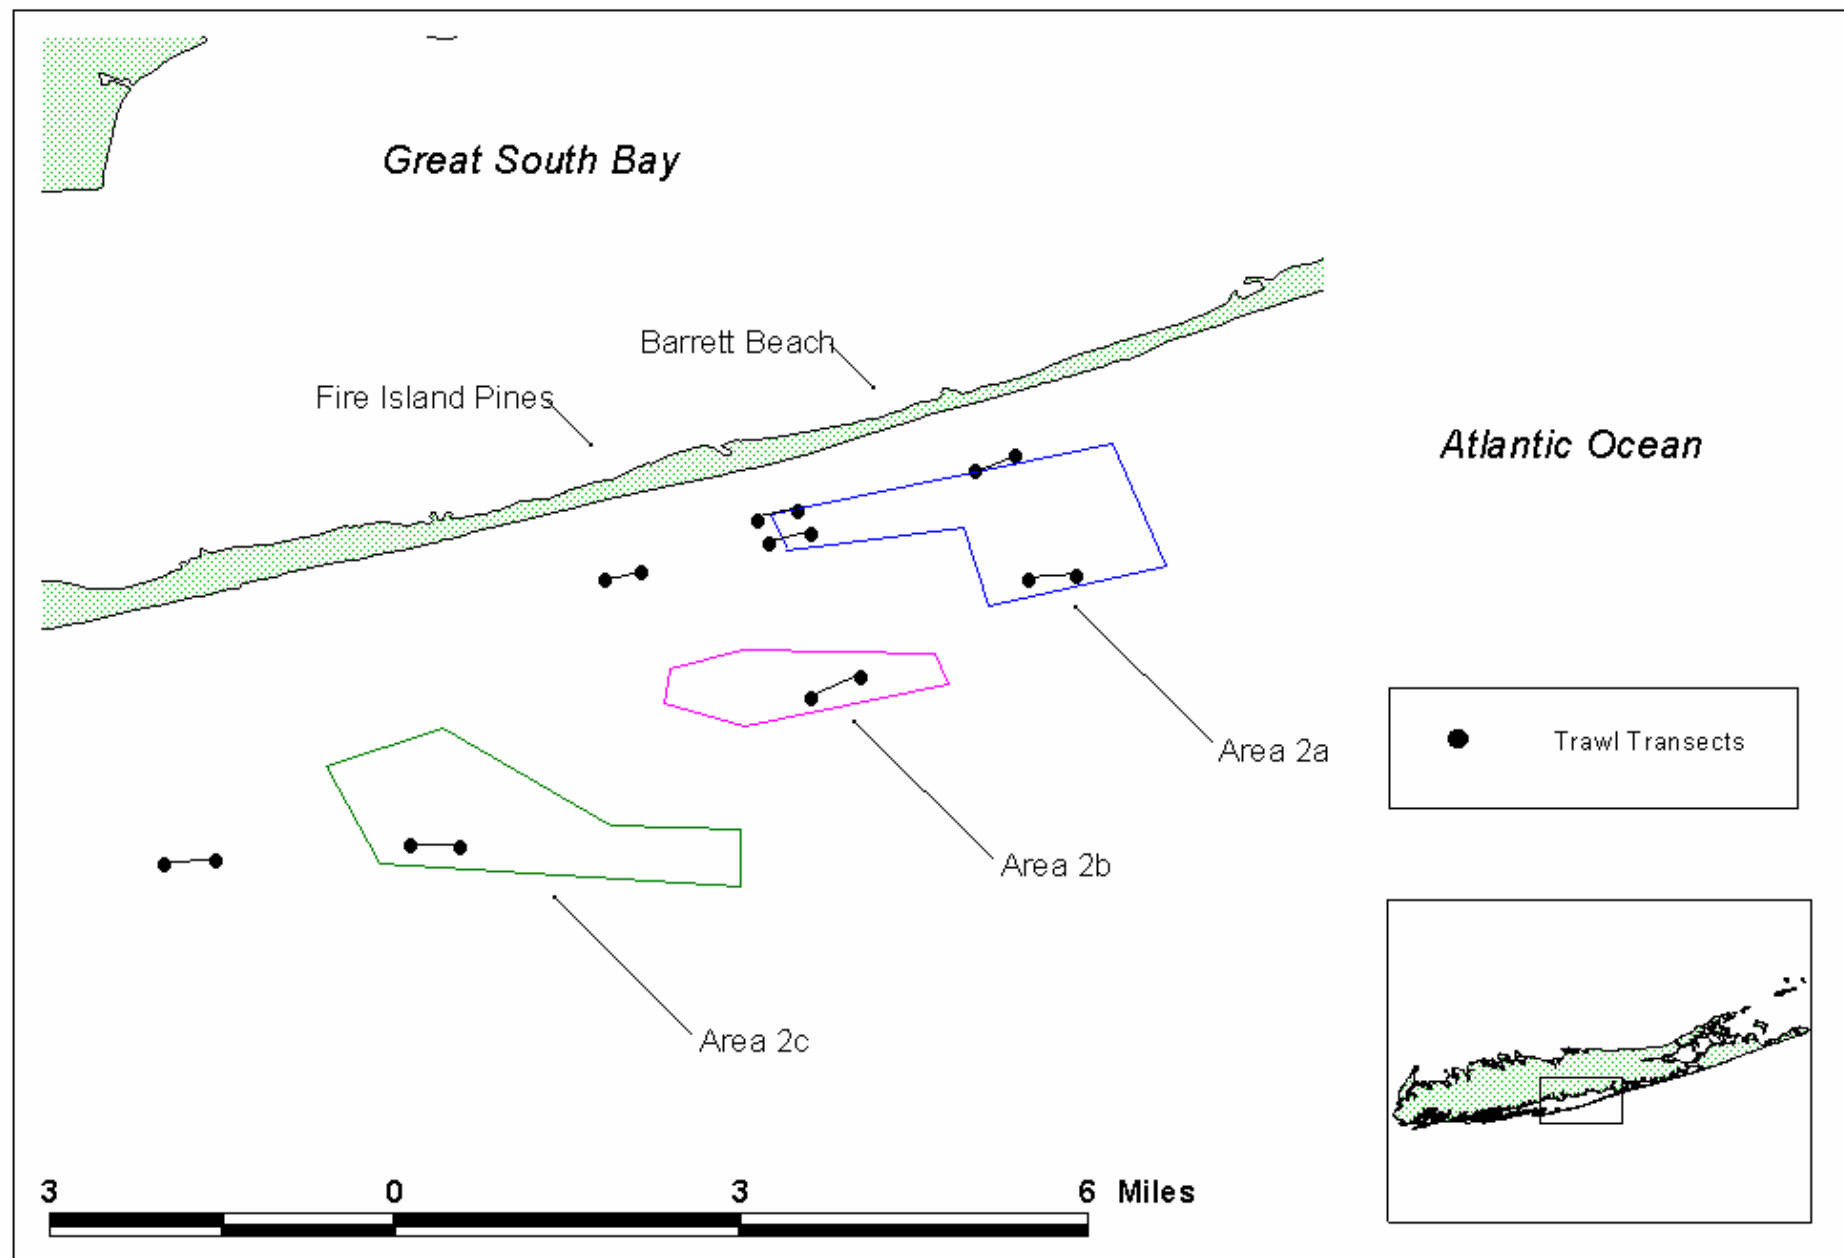 Great South Bay
Barrett Beach
Fire Island Pines
Atlantic Ocean
Area 2a
Trawl Transects
Area 2b
Area 2c
3 0 3 6 Miles